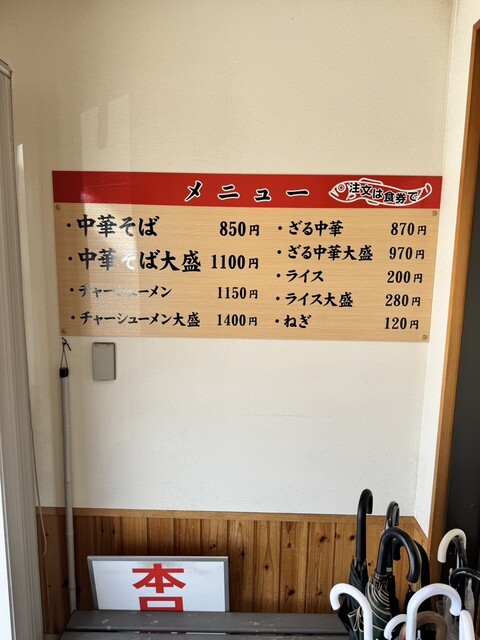 メニュー
注文は食券で
・中華そば 850円
・中華そば大盛 1100円
・チャーシューメン 1150円
・チャーシューメン大盛 1400円
・ざる中華 870円
・ざる中華大盛 970円
・ライス 200円
・ライス大盛 280円
・ねぎ 120円
本日